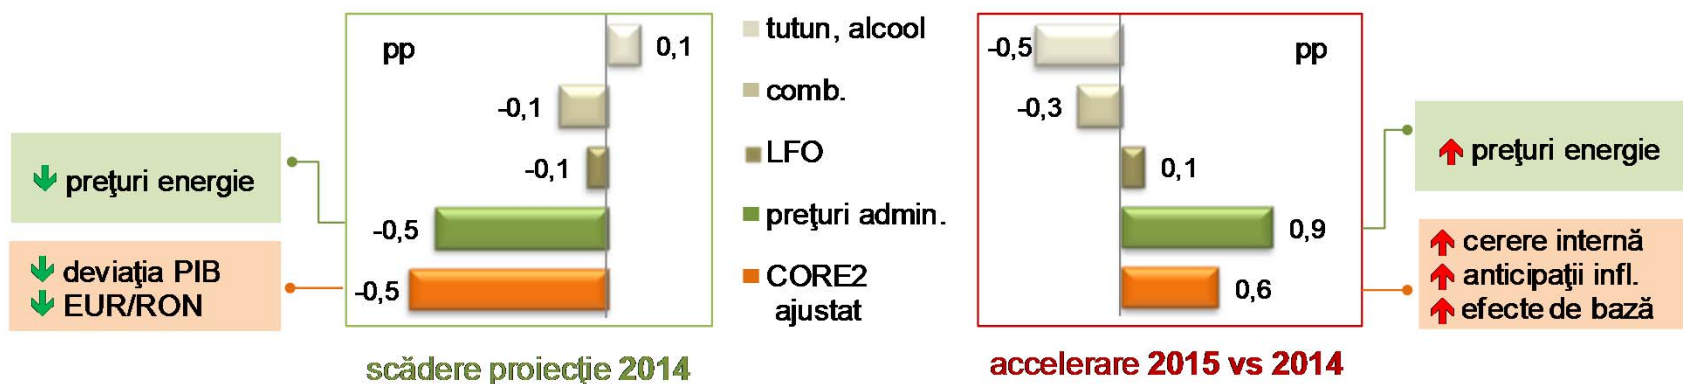 pp
0,1
-0,1
-0,1
-0,5
-0,5
preţuri energie
deviaţia PIB
EUR/RON
scădere proiecţie 2014
tutun, alcool
comb.
LFO
preţuri admin.
CORE2
ajustat
-0,5
pp
-0,3
0,1
0,9
0,6
preţuri energie
cerere internă
anticipaţii infl.
efecte de bază
accelerare 2015 vs 2014